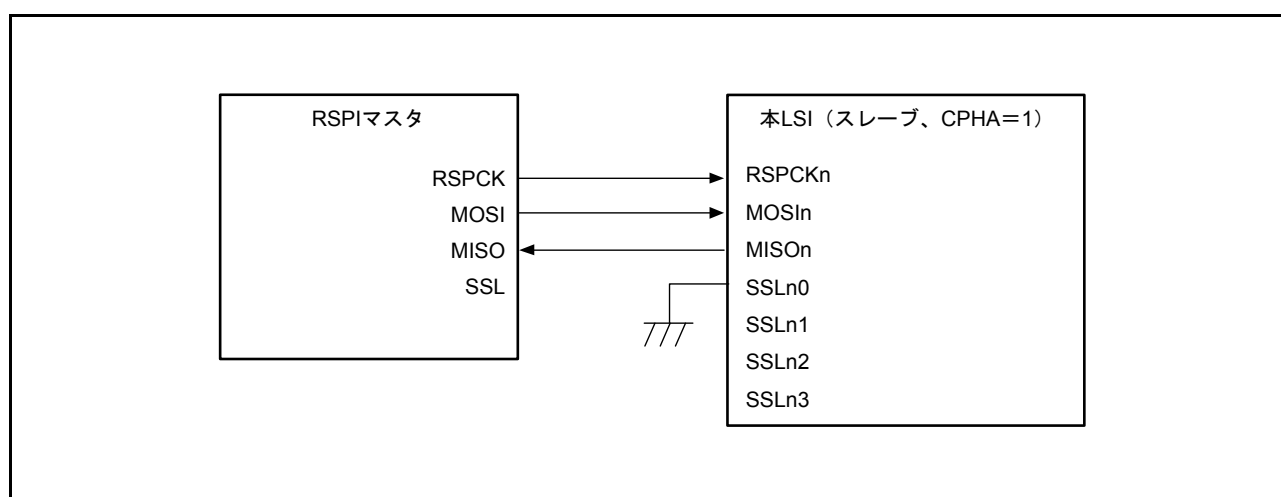 RSPIマスタ
RSPCK
MOSI
MISO
SSL
本LSI（スレーブ、CPHA＝1）
RSPCKn
MOSIn
MISOn
SSLn0
SSLn1
SSLn2
SSLn3